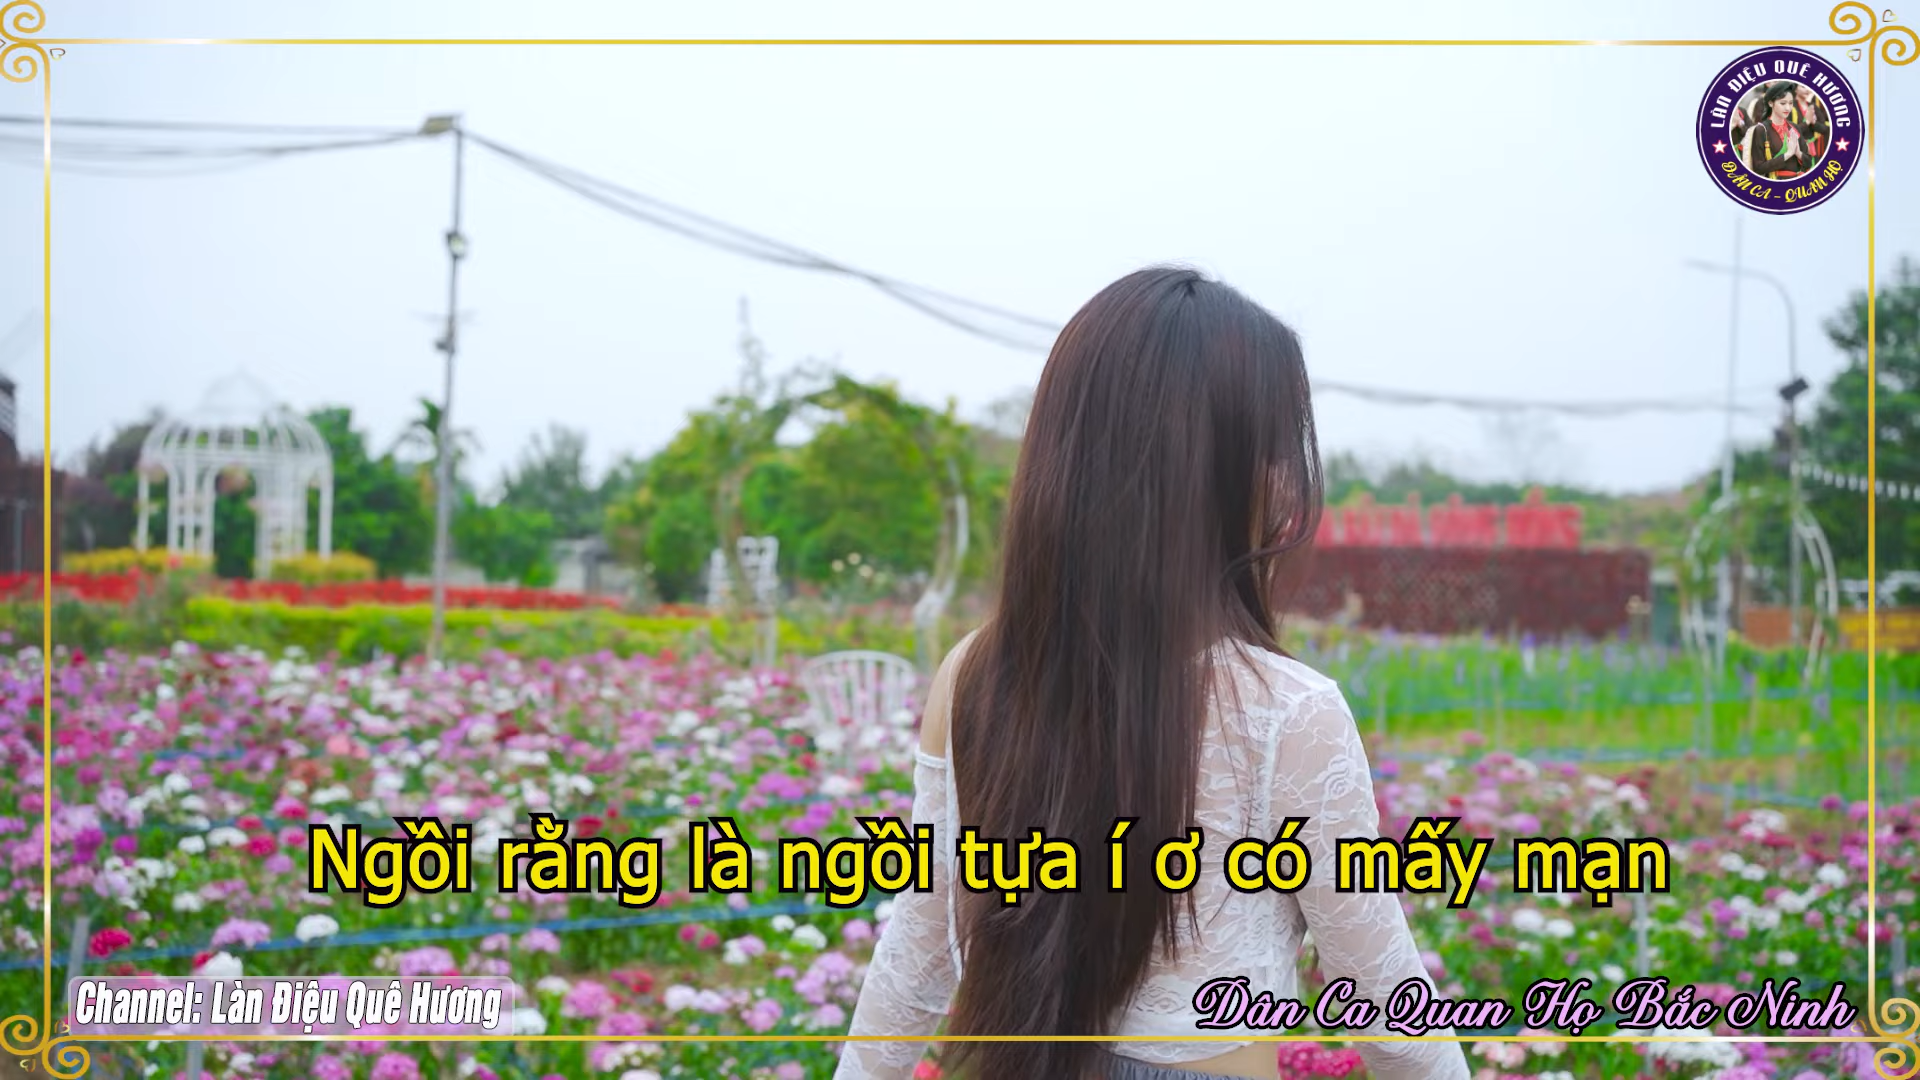 LÀN ĐIỆU QUÊ HƯƠNG
DÂN CA - QUAN HỌ
Ngồi rằng là ngồi tựa í ơ có mấy mạn
Channel: Làn Điệu Quê Hương
Dân Ca Quan Họ Bắc Ninh